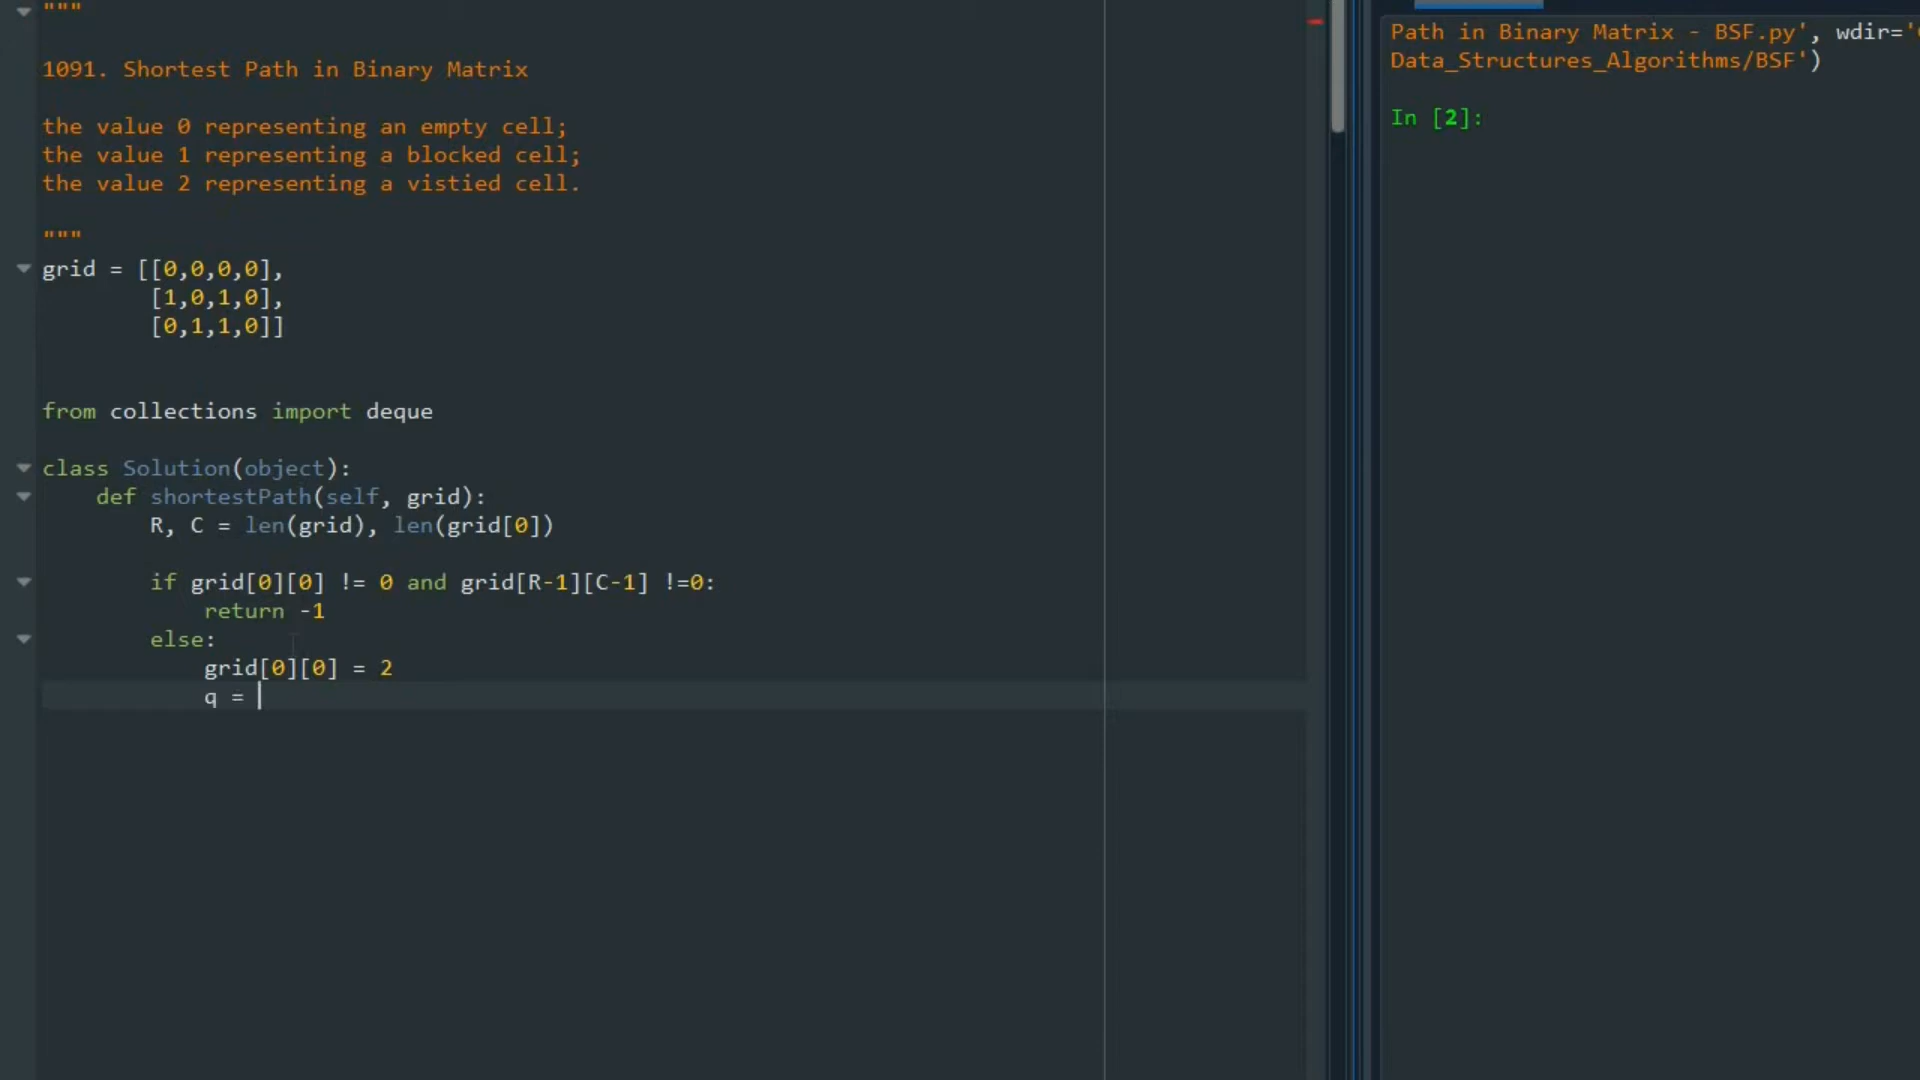 """
1091. Shortest Path in Binary Matrix
the value 0 representing an empty cell;
the value 1 representing a blocked cell;
the value 2 representing a vistied cell.
"""
grid = [[0,0,0,0],
[1,0,1,0],
[0,1,1,0]]
from collections import deque
class Solution(object):
def shortestPath(self, grid):
R, C = len(grid), len(grid[0])
if grid[0][0] != 0 and grid[R-1][C-1] !=0:
return -1
else:
grid[0][0] = 2
q =
Path in Binary Matrix - BSF.py', wdir='
Data_Structures_Algorithms/BSF')
In [2]: